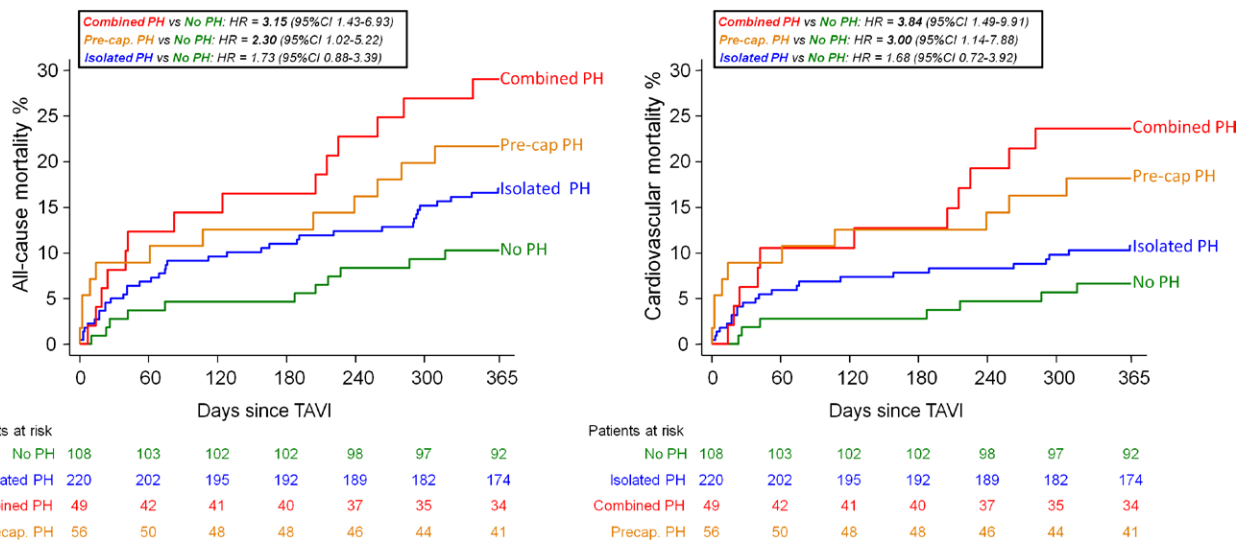 Combined PH vs No PH: HR = 3.15 (95%CI 1.43-6.93)
Pre-cap. PH vs No PH: HR = 2.30 (95%CI 1.02-5.22)
Isolated PH vs No PH: HR = 1.73 (95%CI 0.88-3.39)
All-cause mortality %
30
25
20
15
10
5
0
Combined PH
Pre-cap PH
Isolated PH
No PH
0 60 120 180 240 300 365
Days since TAVI
ts at risk
No PH 108 103 102 102 98 97 92
ated PH 220 202 195 192 189 182 174
ined PH 49 42 41 40 37 35 34
ecap. PH 56 50 48 48 46 44 41
Combined PH vs No PH: HR = 3.84 (95%CI 1.49-9.91)
Pre-cap. PH vs No PH: HR = 3.00 (95%CI 1.14-7.88)
Isolated PH vs No PH: HR = 1.68 (95%CI 0.72-3.92)
Cardiovascular mortality %
30
25
20
15
10
5
0
Combined PH
Pre-cap PH
Isolated PH
No PH
0 60 120 180 240 300 365
Days since TAVI
Patients at risk
No PH 108 103 102 102 98 97 92
Isolated PH 220 202 195 192 189 182 174
Combined PH 49 42 41 40 37 35 34
Precap. PH 56 50 48 48 46 44 41